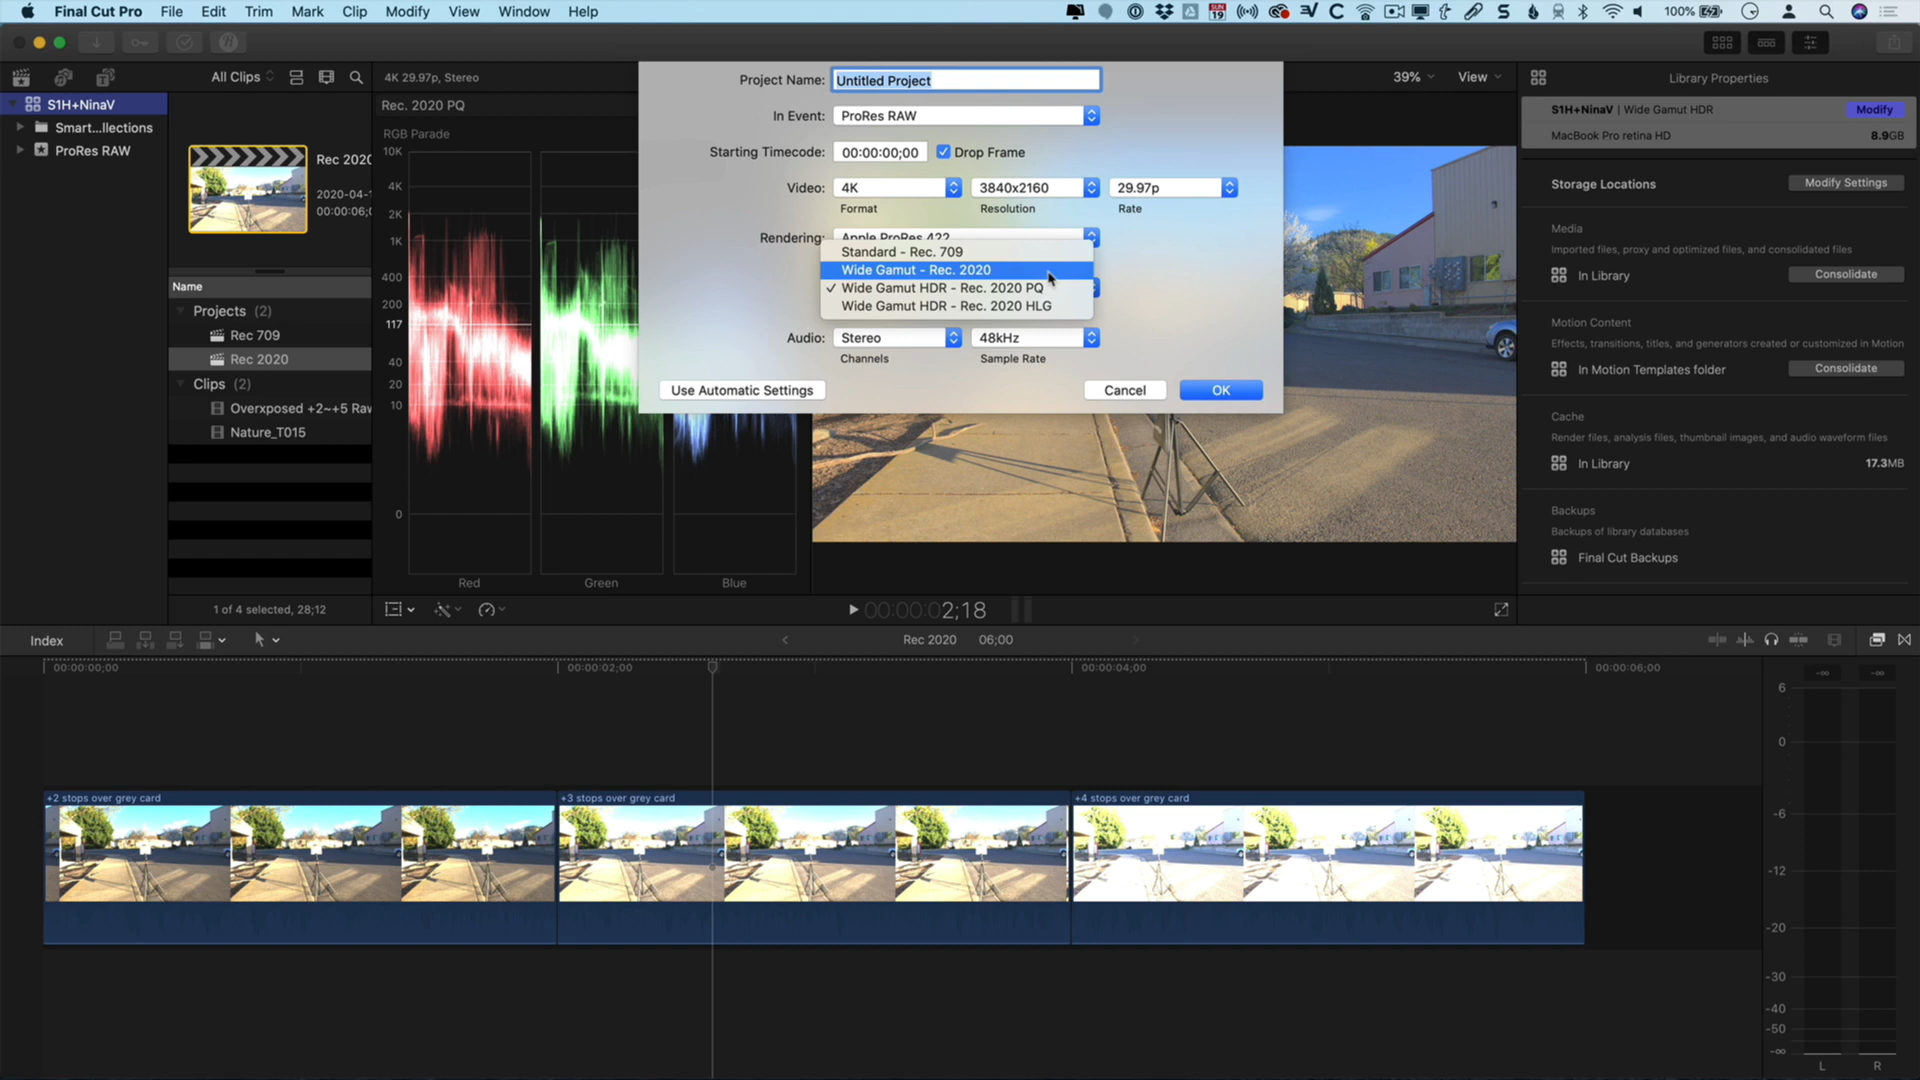 Final Cut Pro File Edit Trim Mark Clip Modify View Window Help
SUN 19
100%
All Clips
4K 29.97p, Stereo
39%
View
Library Properties
S1H+NinaV
Smart...llections
ProRes RAW
Rec 2020
2020-04-1
00:00:06;0
Name
Projects (2)
Rec 709
Rec 2020
Clips (2)
Overxposed +2~+5 Raw
Nature_T015
1 of 4 selected, 28;12
Rec. 2020 PQ
RGB Parade
10K
4K
2K
1K
400
200
117
40
20
10
0
Red
Green
Blue
Project Name: Untitled Project
In Event: ProRes RAW
Starting Timecode: 00:00:00;00 Drop Frame
Video: 4K 3840x2160 29.97p
Format Resolution Rate
Rendering: Apple ProRes 422
Standard - Rec. 709
Wide Gamut - Rec. 2020
✓ Wide Gamut HDR - Rec. 2020 PQ
Wide Gamut HDR - Rec. 2020 HLG
Audio: Stereo 48kHz
Channels Sample Rate
Use Automatic Settings Cancel OK
S1H+NinaV | Wide Gamut HDR Modify
MacBook Pro retina HD 8.9GB
Storage Locations Modify Settings
Media
Imported files, proxy and optimized files, and consolidated files
In Library Consolidate
Motion Content
Effects, transitions, titles, and generators created or customized in Motion
In Motion Templates folder Consolidate
Cache
Render files, analysis files, thumbnail images, and audio waveform files
In Library 17.3MB
Backups
Backups of library databases
Final Cut Backups
00:00:02;18
Index
Rec 2020 06;00
00:00:00;00
00:00:02;00
00:00:04;00
00:00:06;00
+2 stops over grey card
+3 stops over grey card
+4 stops over grey card
-∞ -∞
6
0
-6
-12
-20
-30
-40
-50
-∞
L R